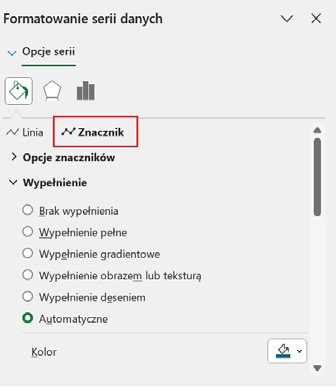 Formatowanie serii danych
Opcje serii
Linia
Znacznik
Opcje znaczników
Wypełnienie
Brak wypełnienia
Wypełnienie pełne
Wypełnienie gradientowe
Wypełnienie obrazem lub teksturą
Wypełnienie deseniem
Automatyczne
Kolor